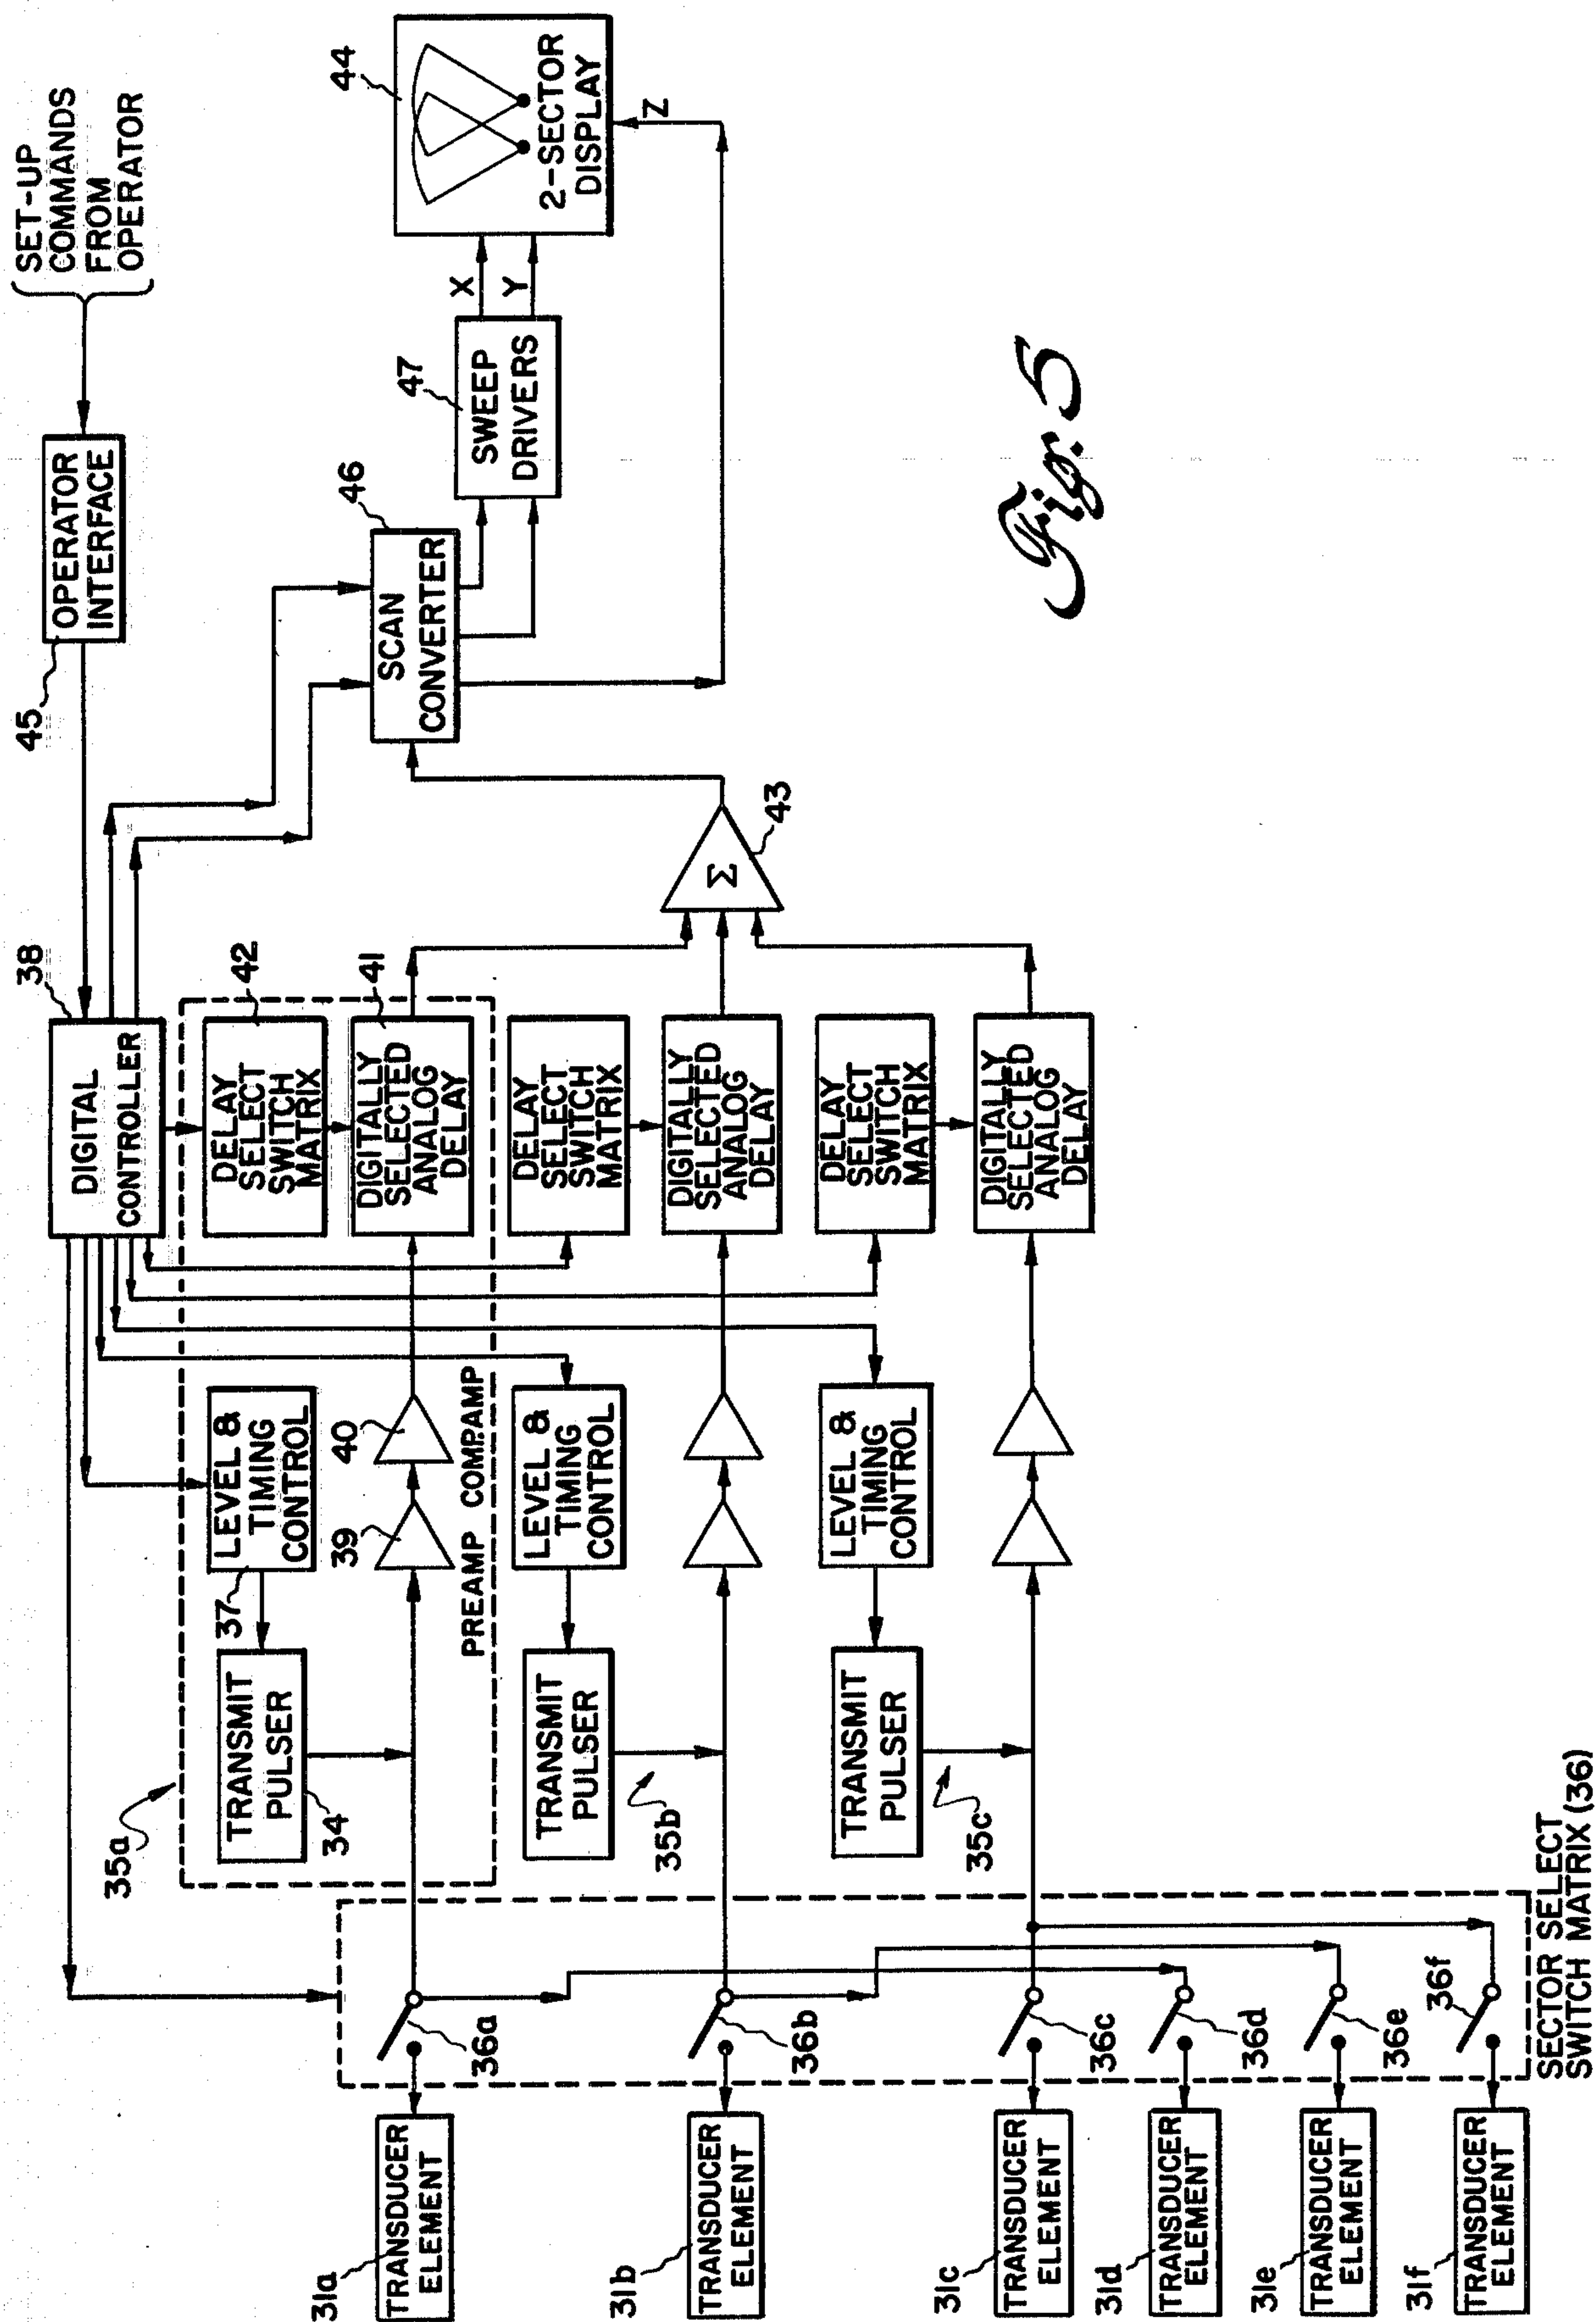 SET-UP
COMMANDS
FROM
OPERATOR
45
OPERATOR
INTERFACE
38
DIGITAL
CONTROLLER
44
2-SECTOR
DISPLAY
X
Y
Z
47
SWEEP
DRIVERS
46
SCAN
CONVERTER
43
Σ
42
DELAY
SELECT
SWITCH
MATRIX
41
DIGITALLY
SELECTED
ANALOG
DELAY
DELAY
SELECT
SWITCH
MATRIX
DIGITALLY
SELECTED
ANALOG
DELAY
DELAY
SELECT
SWITCH
MATRIX
DIGITALLY
SELECTED
ANALOG
DELAY
35a
37
LEVEL &
TIMING
CONTROL
40
39
PREAMP COMPAMP
TRANSMIT
PULSER
34
LEVEL &
TIMING
CONTROL
TRANSMIT
PULSER
35b
LEVEL &
TIMING
CONTROL
TRANSMIT
PULSER
35c
36a
36b
36c
36d
36e
36f
SECTOR SELECT
SWITCH MATRIX (36)
31a
TRANSDUCER
ELEMENT
31b
TRANSDUCER
ELEMENT
31c
TRANSDUCER
ELEMENT
31d
TRANSDUCER
ELEMENT
31e
TRANSDUCER
ELEMENT
31f
TRANSDUCER
ELEMENT
Fig. 5